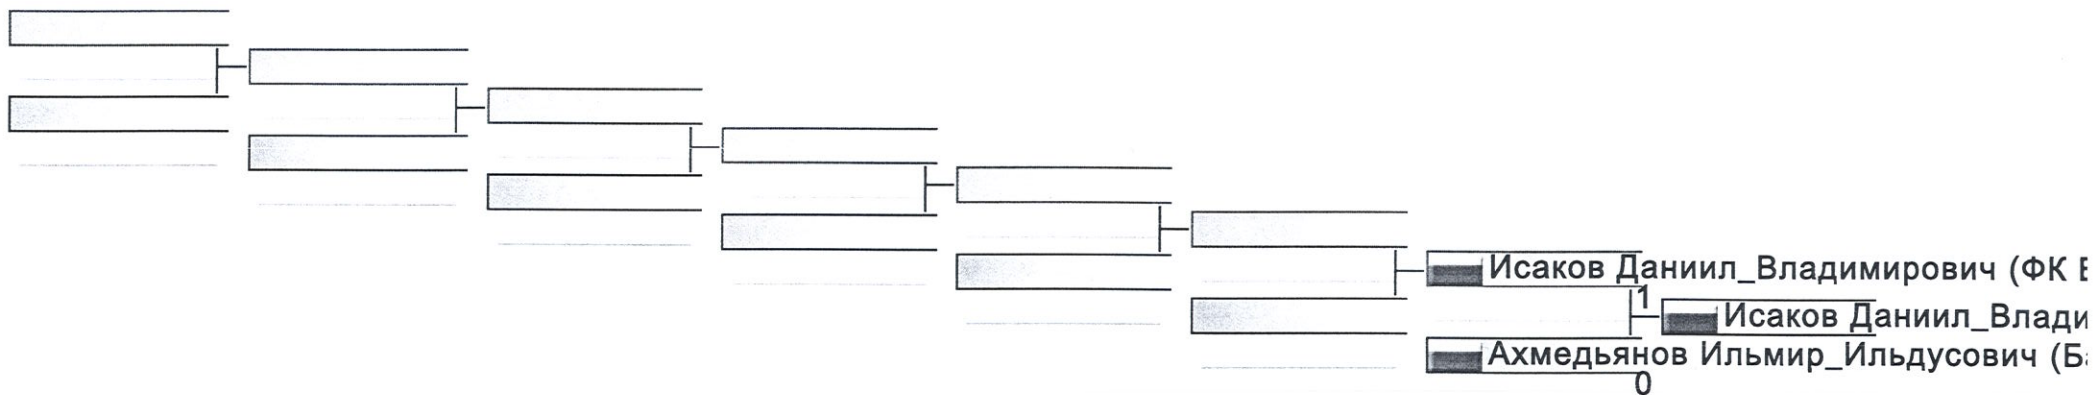 Исаков Даниил_Владимирович (ФК
1
Исаков Даниил_Влади
Ахмедьянов Ильмир_Ильдусович (Б
0